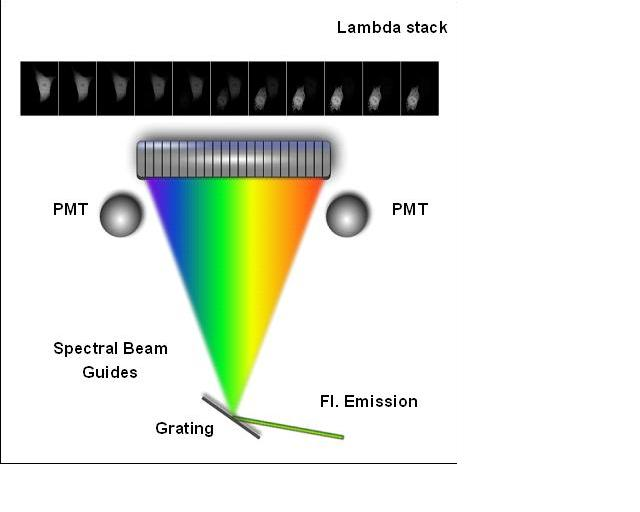 Lambda stack
PMT
PMT
Spectral Beam
Guides
Fl. Emission
Grating